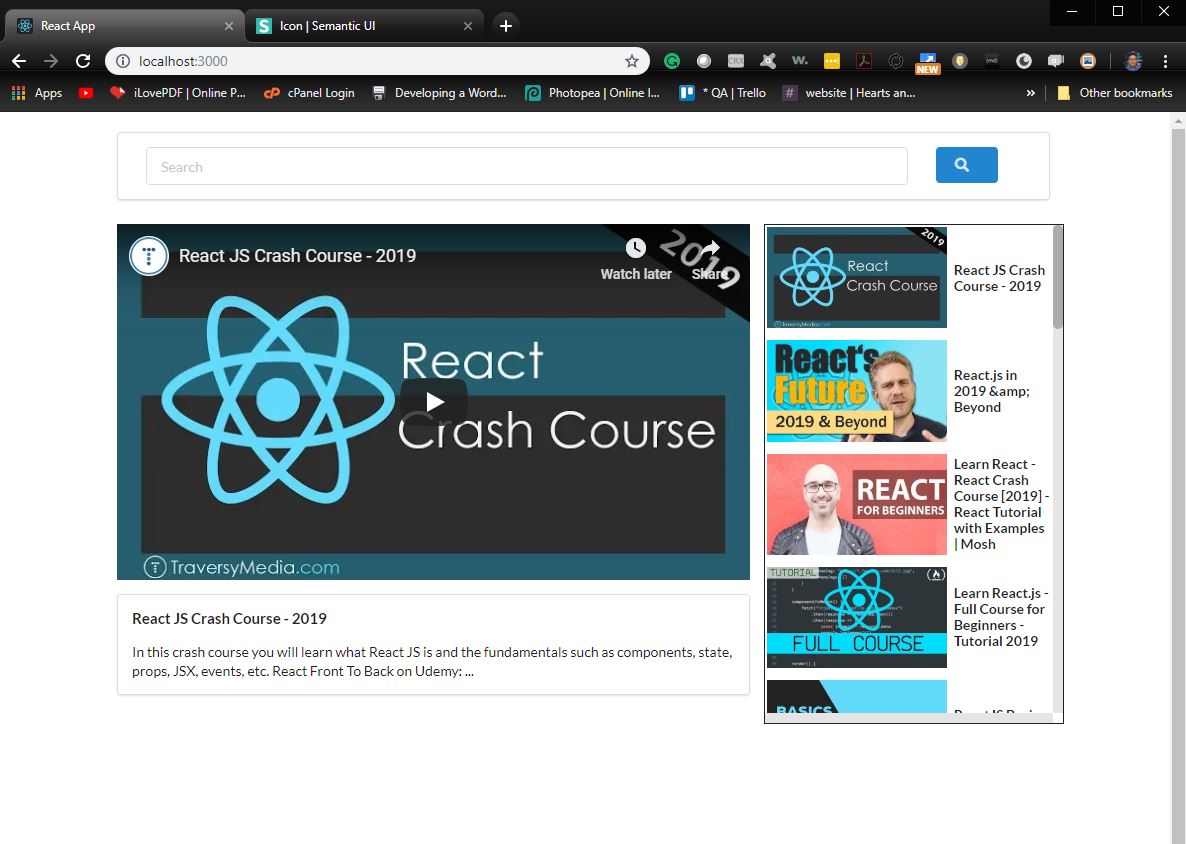 React App
Icon | Semantic UI
localhost:3000
CRX
W.
NEW
Apps
iLovePDF | Online P...
cPanel Login
Developing a Word...
Photopea | Online I...
* QA | Trello
website | Hearts an...
»
Other bookmarks
Search
React JS Crash Course - 2019
Watch later
Share
2019
React
Crash Course
TraversyMedia.com
React JS Crash Course - 2019
In this crash course you will learn what React JS is and the fundamentals such as components, state,
props, JSX, events, etc. React Front To Back on Udemy: ...
2019
React
Crash Course
TraversyMedia.com
React JS Crash
Course - 2019
React's
Future
2019 & Beyond
React.js in
2019 &amp;
Beyond
REACT
FOR BEGINNERS
Learn React -
React Crash
Course [2019] -
React Tutorial
with Examples
| Mosh
TUTORIAL
FULL COURSE
Learn React.js -
Full Course for
Beginners -
Tutorial 2019
BASICS